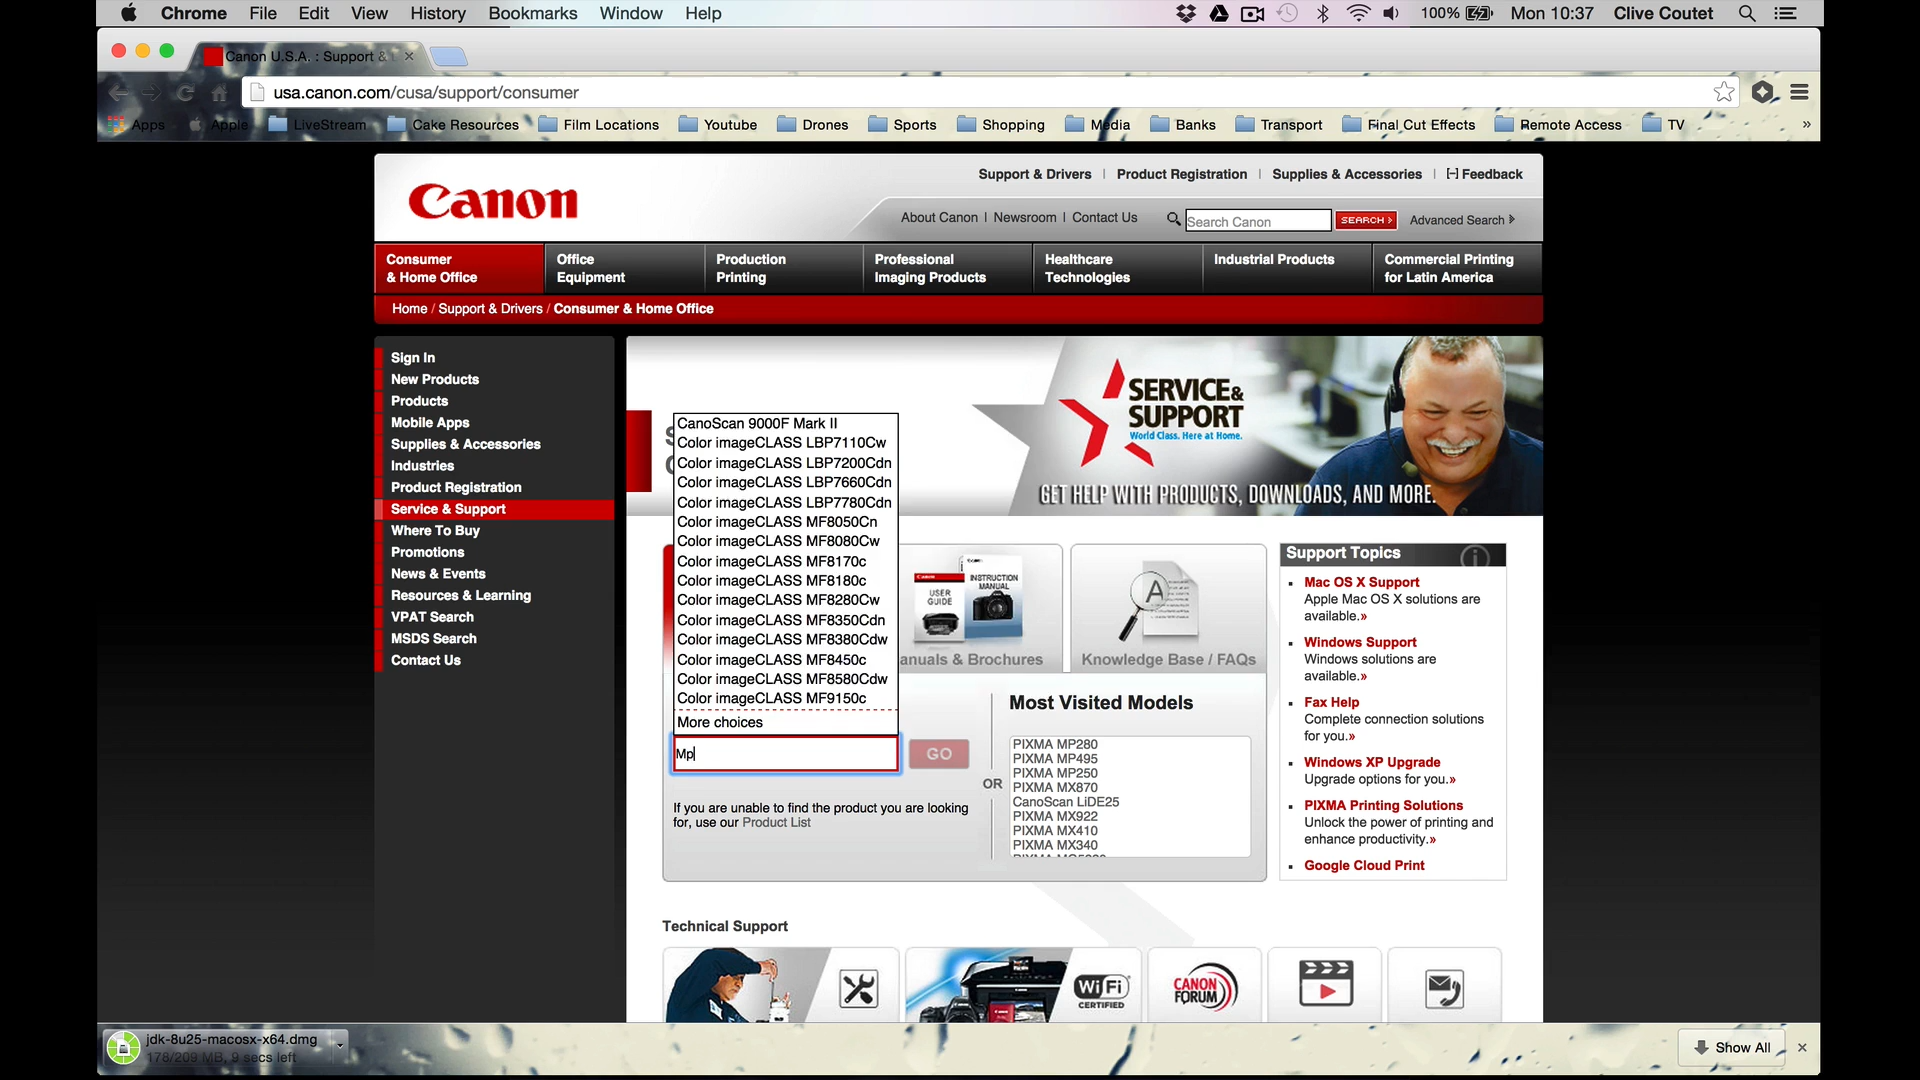 Chrome File Edit View History Bookmarks Window Help 100% Mon 10:37 Clive Coutet
Canon U.S.A. : Support &
usa.canon.com/cusa/support/consumer
Apps Apple LiveStream Cake Resources Film Locations Youtube Drones Sports Shopping Media Banks Transport Final Cut Effects Remote Access TV »
Canon
Support & Drivers | Product Registration | Supplies & Accessories | [-] Feedback
About Canon | Newsroom | Contact Us Search Canon SEARCH Advanced Search
Consumer & Home Office
Office Equipment
Production Printing
Professional Imaging Products
Healthcare Technologies
Industrial Products
Commercial Printing for Latin America
Home / Support & Drivers / Consumer & Home Office
Sign In
New Products
Products
Mobile Apps
Supplies & Accessories
Industries
Product Registration
Service & Support
Where To Buy
Promotions
News & Events
Resources & Learning
VPAT Search
MSDS Search
Contact Us
SERVICE&
SUPPORT
World Class. Here at Home.
GET HELP WITH PRODUCTS, DOWNLOADS, AND MORE.
CanoScan 9000F Mark II
Color imageCLASS LBP7110Cw
Color imageCLASS LBP7200Cdn
Color imageCLASS LBP7660Cdn
Color imageCLASS LBP7780Cdn
Color imageCLASS MF8050Cn
Color imageCLASS MF8080Cw
Color imageCLASS MF8170c
Color imageCLASS MF8180c
Color imageCLASS MF8280Cw
Color imageCLASS MF8350Cdn
Color imageCLASS MF8380Cdw
Color imageCLASS MF8450c
Color imageCLASS MF8580Cdw
Color imageCLASS MF9150c
More choices
Mp
GO
If you are unable to find the product you are looking
for, use our Product List
Canon
USER
GUIDE
INSTRUCTION
MANUAL
anuals & Brochures
A
Knowledge Base / FAQs
OR
Most Visited Models
PIXMA MP280
PIXMA MP495
PIXMA MP250
PIXMA MX870
CanoScan LiDE25
PIXMA MX922
PIXMA MX410
PIXMA MX340
Support Topics
Mac OS X Support
Apple Mac OS X solutions are
available.»
Windows Support
Windows solutions are
available.»
Fax Help
Complete connection solutions
for you.»
Windows XP Upgrade
Upgrade options for you.»
PIXMA Printing Solutions
Unlock the power of printing and
enhance productivity.»
Google Cloud Print
Technical Support
WiFi
CERTIFIED
CANON
FORUM
jdk-8u25-macosx-x64.dmg
178/209 MB, 9 secs left
Show All